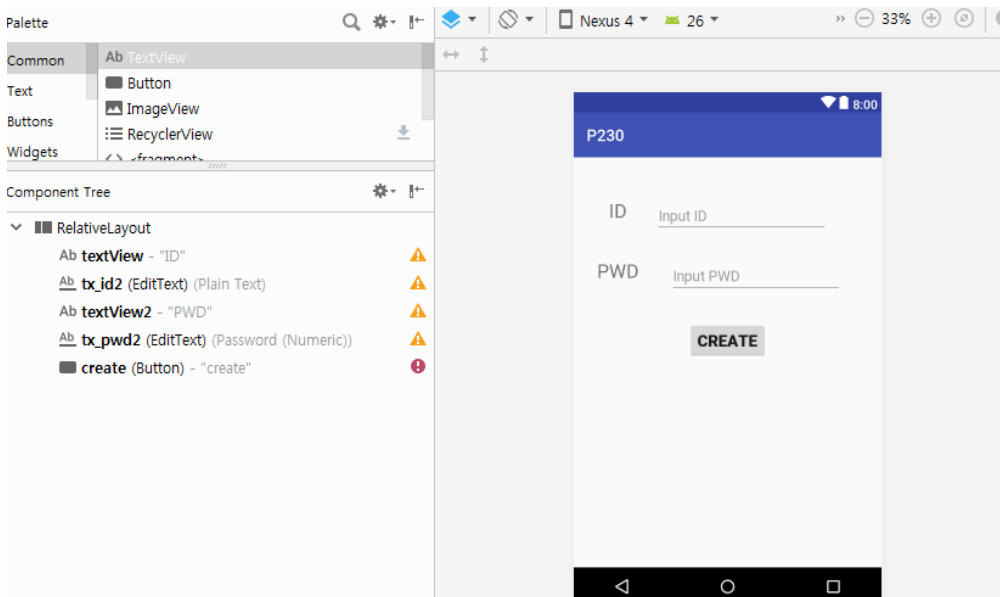 Palette
Common
Text
Buttons
Widgets
Ab TextView
Button
ImageView
RecyclerView
<fragment>
Component Tree
RelativeLayout
Ab textView - "ID"
Ab tx_id2 (EditText) (Plain Text)
Ab textView2 - "PWD"
Ab tx_pwd2 (EditText) (Password (Numeric))
create (Button) - "create"
Nexus 4
26
33%
8:00
P230
ID
Input ID
PWD
Input PWD
CREATE